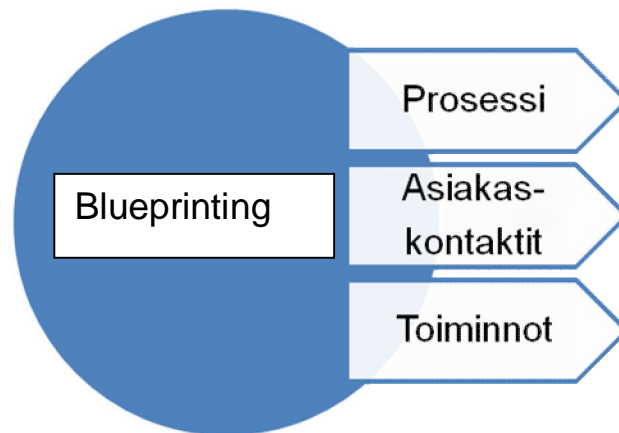 Blueprinting
Prosessi
Asiakas-
kontaktit
Toiminnot